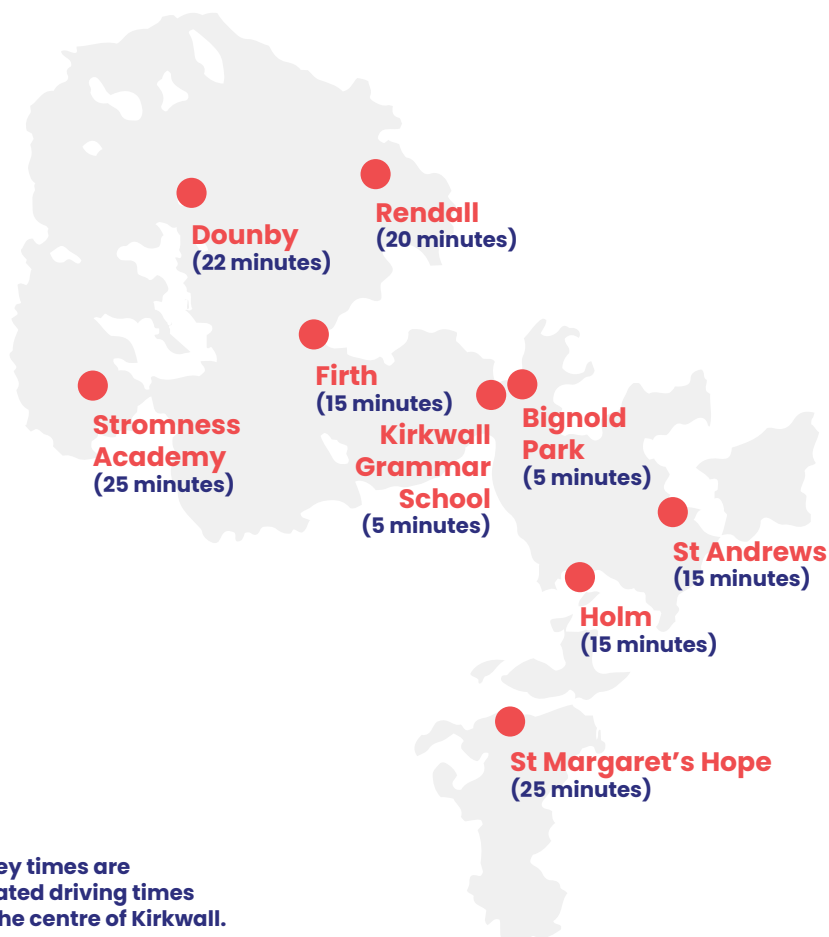 Rendall
(20 minutes)
Dounby
(22 minutes)
Firth
(15 minutes)
Stromness
Academy
(25 minutes)
Kirkwall
Grammar
School
(5 minutes)
Bignold
Park
(5 minutes)
St Andrews
(15 minutes)
Holm
(15 minutes)
St Margaret’s Hope
(25 minutes)
times are
driving times
centre of Kirkwall.